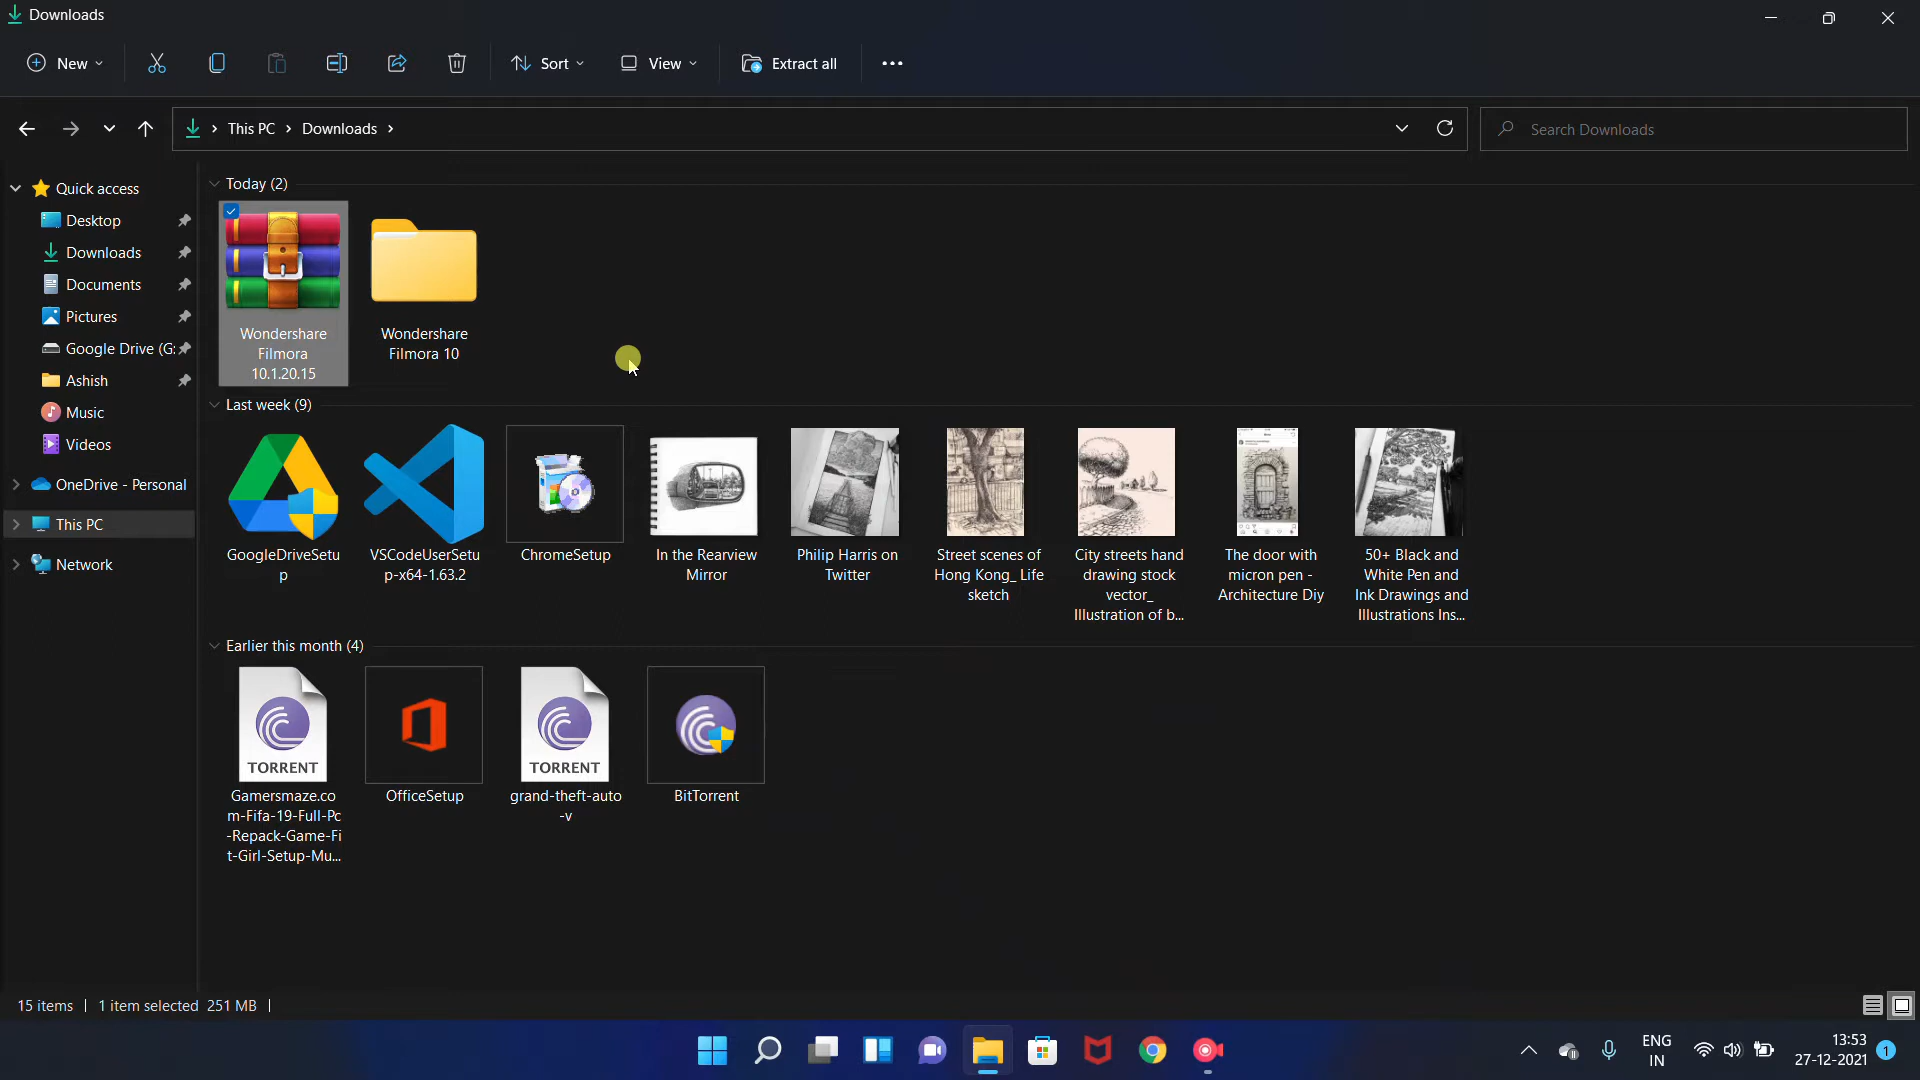 Downloads
New
Sort
View
Extract all
This PC
Downloads
Search Downloads
Quick access
Desktop
Downloads
Documents
Pictures
Google Drive (G:
Ashish
Music
Videos
OneDrive - Personal
This PC
Network
Today (2)
Wondershare
Filmora
10.1.20.15
Wondershare
Filmora 10
Last week (9)
GoogleDriveSetu
p
VSCodeUserSetu
p-x64-1.63.2
ChromeSetup
In the Rearview
Mirror
Philip Harris on
Twitter
Street scenes of
Hong Kong_ Life
sketch
City streets hand
drawing stock
vector_
Illustration of b...
The door with
micron pen -
Architecture Diy
50+ Black and
White Pen and
Ink Drawings and
Illustrations Ins...
Earlier this month (4)
TORRENT
Gamersmaze.co
m-Fifa-19-Full-Pc
-Repack-Game-Fi
t-Girl-Setup-Mu...
OfficeSetup
TORRENT
grand-theft-auto
-v
BitTorrent
15 items
1 item selected 251 MB
ENG
IN
13:53
27-12-2021
1